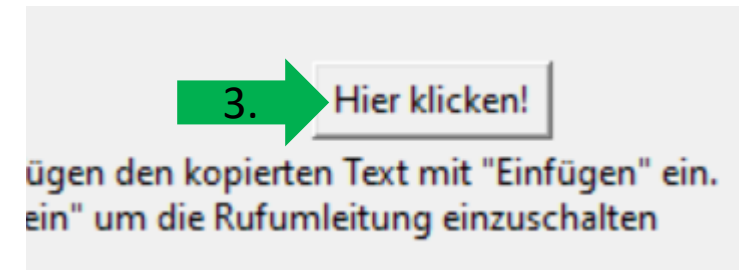 3. Hier klicken!
ügen den kopierten Text mit "Einfügen" ein.
ein" um die Rufumleitung einzuschalten